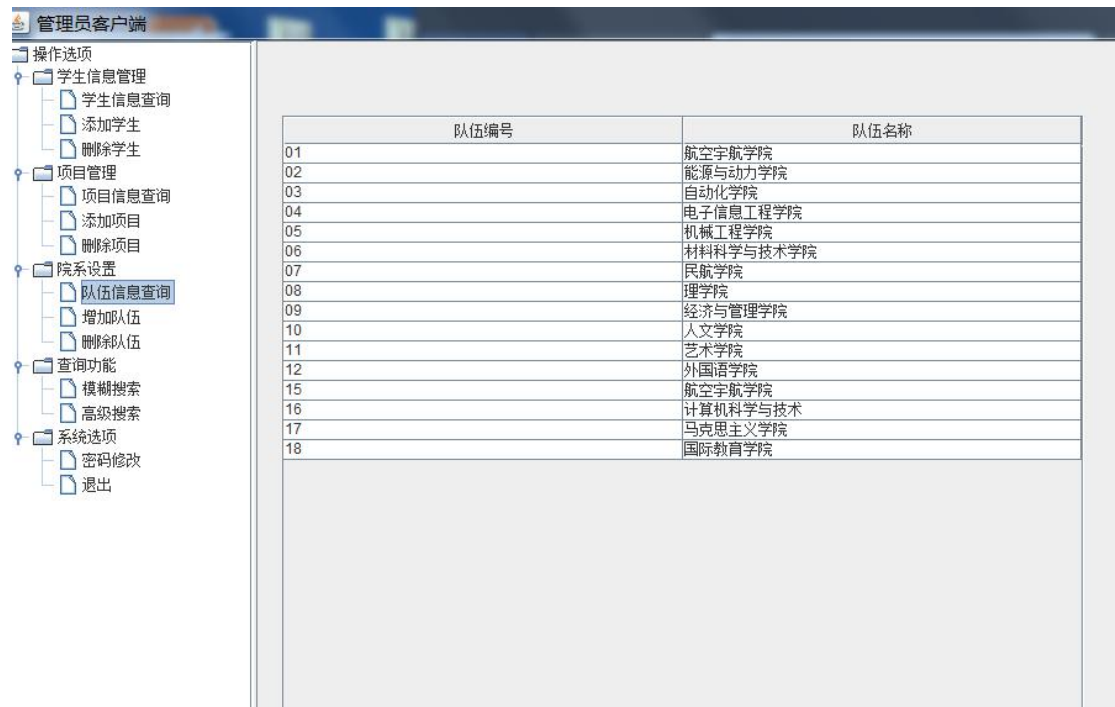 管理员客户端
操作选项
学生信息管理
学生信息查询
添加学生
删除学生
项目管理
项目信息查询
添加项目
删除项目
院系设置
队伍信息查询
增加队伍
删除队伍
查询功能
模糊搜索
高级搜索
系统选项
密码修改
退出
队伍编号 队伍名称
01 航空宇航学院
02 能源与动力学院
03 自动化学院
04 电子信息工程学院
05 机械工程学院
06 材料科学与技术学院
07 民航学院
08 理学院
09 经济与管理学院
10 人文学院
11 艺术学院
12 外国语学院
15 航空宇航学院
16 计算机科学与技术
17 马克思主义学院
18 国际教育学院